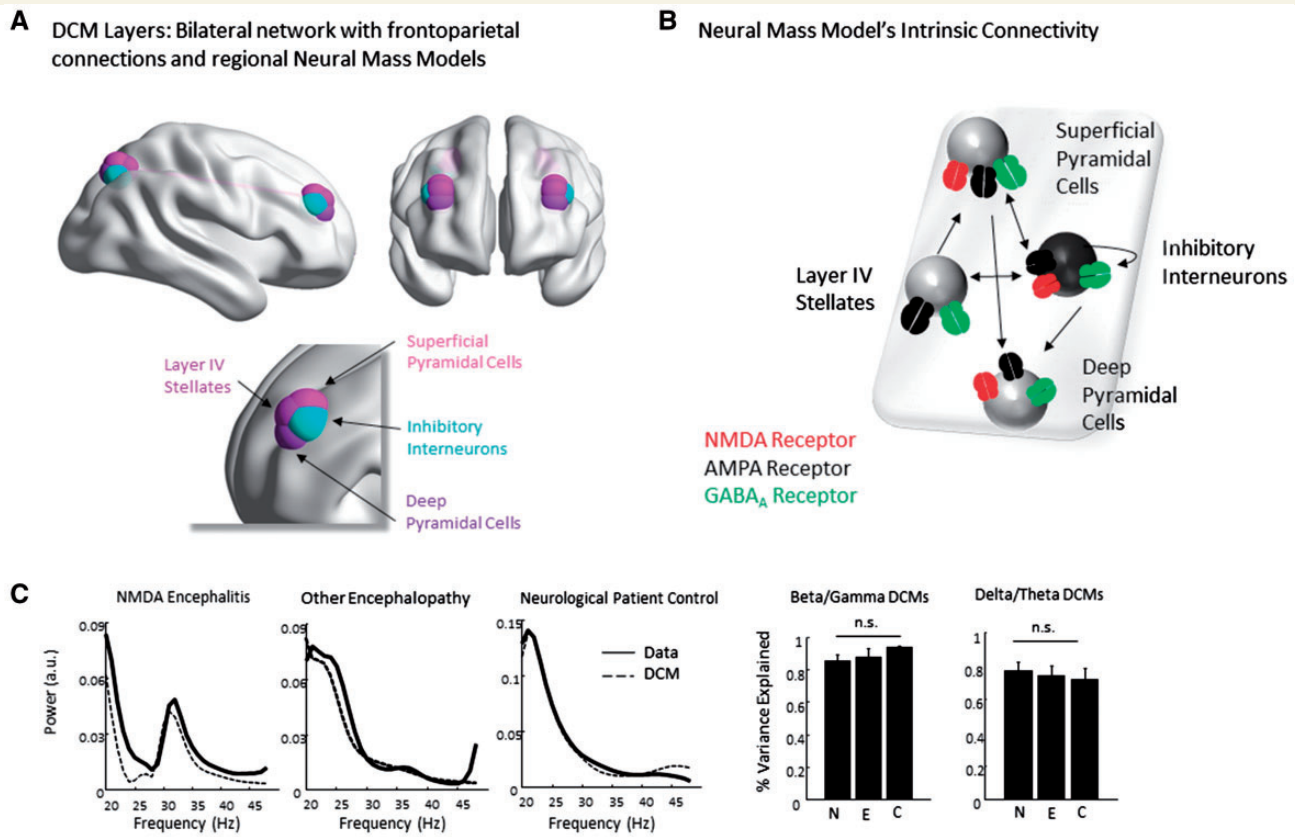 A
DCM Layers: Bilateral network with frontoparietal
connections and regional Neural Mass Models
Layer IV
Stellates
Superficial
Pyramidal Cells
Inhibitory
Interneurons
Deep
Pyramidal Cells
B
Neural Mass Model's Intrinsic Connectivity
Superficial
Pyramidal
Cells
Inhibitory
Interneurons
Layer IV
Stellates
Deep
Pyramidal
Cells
NMDA Receptor
AMPA Receptor
GABAA Receptor
C
NMDA Encephalitis
Power (a.u.)
0.09
0.06
0.03
0
20 25 30 35 40 45
Frequency (Hz)
Other Encephalopathy
0.09
0.06
0.03
0
20 25 30 35 40 45
Frequency (Hz)
Neurological Patient Control
0.15
0.1
0.05
0
20 25 30 35 40 45
Frequency (Hz)
Data
DCM
Beta/Gamma DCMs
n.s.
% Variance Explained
1
0.8
0.6
0.4
0.2
0
N E C
Delta/Theta DCMs
n.s.
1
0.8
0.6
0.4
0.2
0
N E C